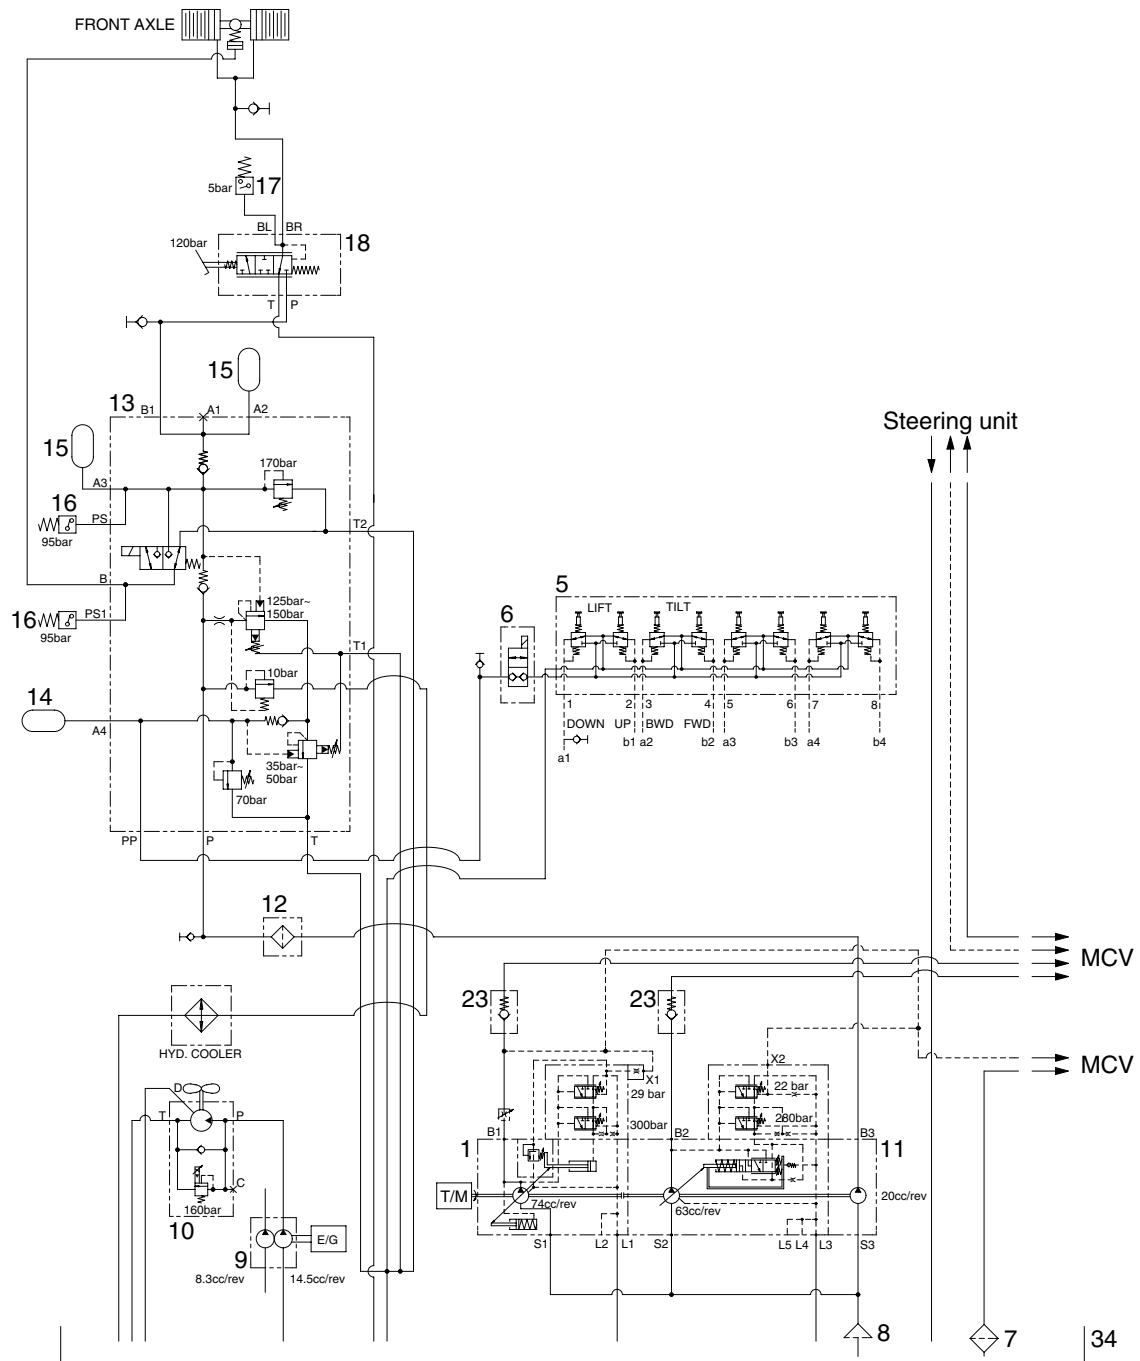 FRONT AXLE
5bar 17
BL BR
120bar 18
T P
15
13
B1 A1 A2
15
170bar
A3
16 PS T2
95bar
B
125bar~
150bar
16 PS1
95bar
T1
10bar
14
A4
35bar~
50bar
70bar
PP P T
Steering unit
5
6
LIFT TILT
1 2 3 4 5 6 7 8
DOWN UP BWD FWD
a1 b1 a2 b2 a3 b3 a4 b4
12
MCV
23 23
HYD. COOLER
MCV
X1 X2
29 bar 22 bar
300bar 280bar
D
T P
C
160bar
10
1 B1 B2 B3 11
T/M
74cc/rev 63cc/rev 20cc/rev
S1 L2 L1 S2 L5 L4 L3 S3
9 E/G
8.3cc/rev 14.5cc/rev
8 7 34